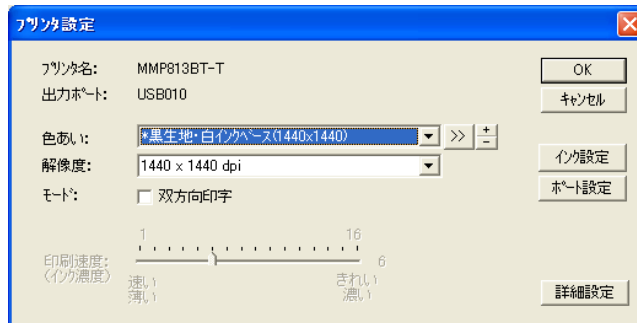 プリンタ設定
プリンタ名: MMP813BT-T
OK
出力ポート: USB010
キャンセル
色あい: *黒生地・白インクベース(1440x1440) >> + -
解像度: 1440 x 1440 dpi
インク設定
モード: 双方向印字
ポート設定
1 16
印刷速度: 6
(インク濃度) 速い きれい
薄い 濃い
詳細設定